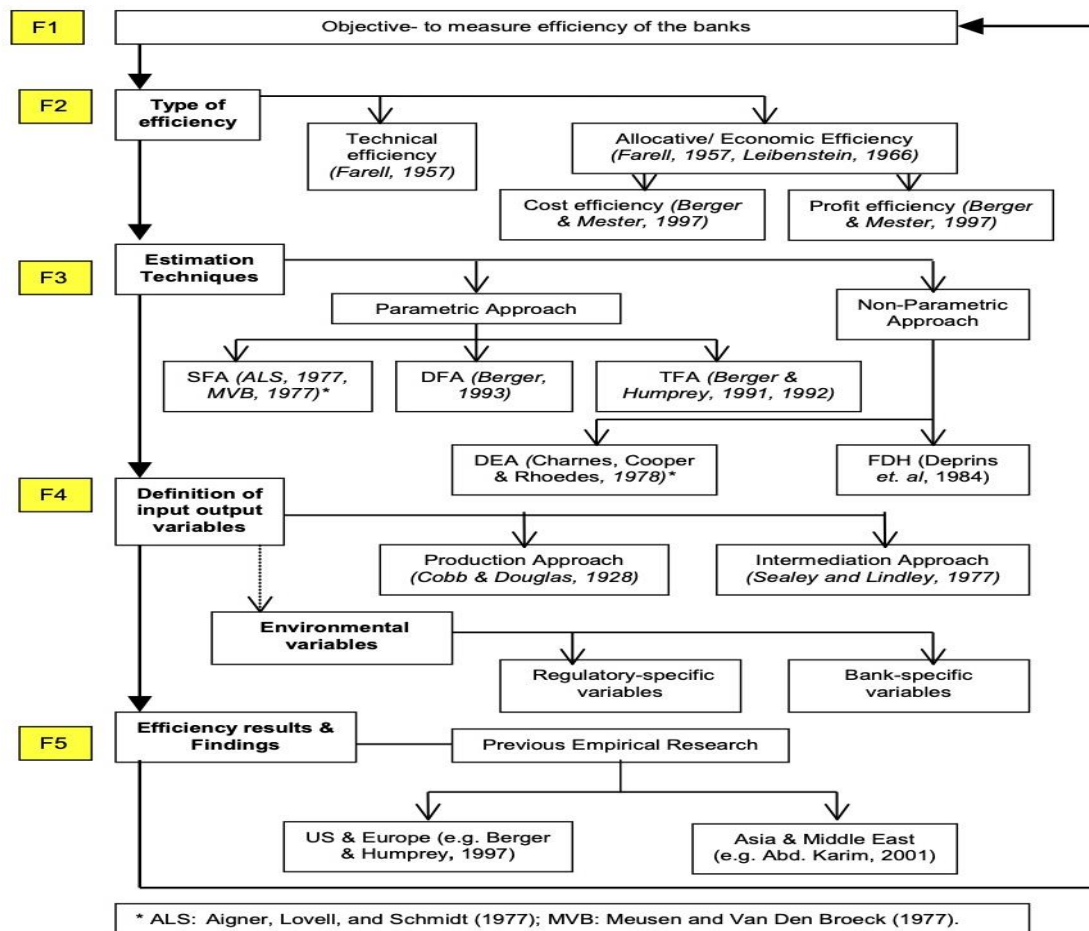 F1
Objective- to measure efficiency of the banks
F2
Type of
efficiency
Technical
efficiency
(Farell, 1957)
Allocative/ Economic Efficiency
(Farell, 1957, Leibenstein, 1966)
Cost efficiency (Berger
& Mester, 1997)
Profit efficiency (Berger
& Mester, 1997)
F3
Estimation
Techniques
Parametric Approach
Non-Parametric
Approach
SFA (ALS, 1977,
MVB, 1977)*
DFA (Berger,
1993)
TFA (Berger &
Humprey, 1991, 1992)
DEA (Charnes, Cooper
& Rhoedes, 1978)*
FDH (Deprins
et. al, 1984)
F4
Definition of
input output
variables
Production Approach
(Cobb & Douglas, 1928)
Intermediation Approach
(Sealey and Lindley, 1977)
Environmental
variables
Regulatory-specific
variables
Bank-specific
variables
F5
Efficiency results &
Findings
Previous Empirical Research
US & Europe (e.g. Berger
& Humprey, 1997)
Asia & Middle East
(e.g. Abd. Karim, 2001)
* ALS: Aigner, Lovell, and Schmidt (1977); MVB: Meusen and Van Den Broeck (1977).